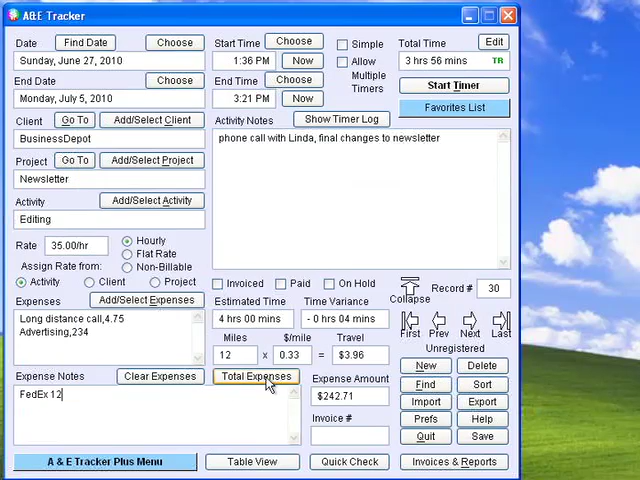 A&E Tracker
Date
Find Date
Choose
Sunday, June 27, 2010
End Date
Choose
Monday, July 5, 2010
Client
Go To
Add/Select Client
BusinessDepot
Project
Go To
Add/Select Project
Newsletter
Activity
Add/Select Activity
Editing
Rate
35.00/hr
Hourly
Flat Rate
Non-Billable
Assign Rate from:
Activity
Client
Project
Expenses
Add/Select Expenses
Long distance call,4.75
Advertising,234
Expense Notes
Clear Expenses
FedEx 12
A & E Tracker Plus Menu
Start Time
Choose
1:36 PM
Now
End Time
Choose
3:21 PM
Now
Simple
Allow
Multiple
Timers
Total Time
Edit
3 hrs 56 mins
TB
Start Timer
Favorites List
Activity Notes
Show Timer Log
phone call with Linda, final changes to newsletter
Invoiced
Paid
On Hold
Collapse
Record #
30
Estimated Time
Time Variance
4 hrs 00 mins
- 0 hrs 04 mins
First
Prev
Next
Last
Miles
$/mile
Travel
12
x
0.33
=
$3.96
Total Expenses
Expense Amount
$242.71
Invoice #
Unregistered
New
Delete
Find
Sort
Import
Export
Prefs
Help
Quit
Save
Table View
Quick Check
Invoices & Reports